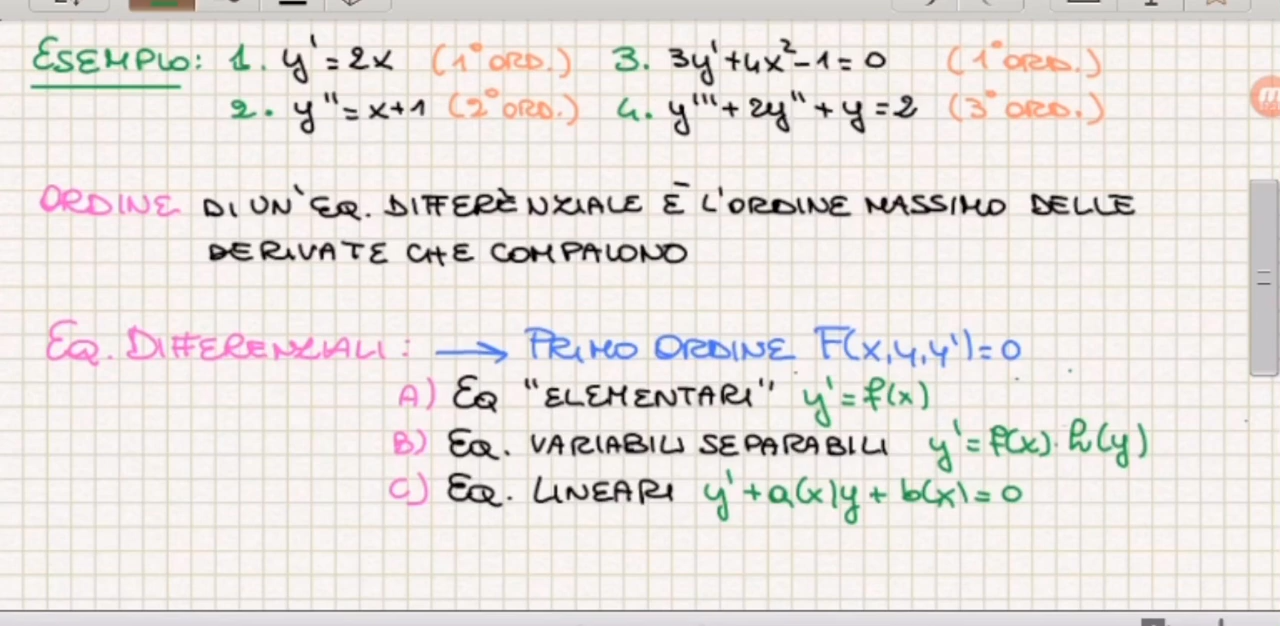 ESEMPLO: 1. y' = 2x (1° ORD.) 3. 3y' + 4x² - 1 = 0 (1° ORD.)
2. y'' = x+1 (2° ORD.) 4. y''' + 2y'' + y = 2 (3° ORD.)
ORDINE DI UN' EQ. DIFFERENZIALE È L'ORDINE MASSIMO DELLE
DERIVATE CHE COMPAIONO
EQ. DIFFERENZIALI: → PRIMO ORDINE F(x,y,y')=0
A) EQ "ELEMENTARI" y' = f(x)
B) EQ. VARIABILI SEPARABILI y' = f(x) · h(y)
C) EQ. LINEARI y' + a(x)y + b(x) = 0